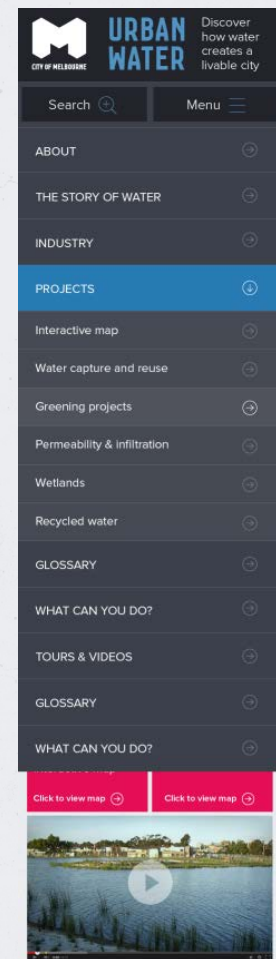 CITY OF MELBOURNE
URBAN
WATER
Discover
how water
creates a
livable city
Search
Menu
ABOUT
THE STORY OF WATER
INDUSTRY
PROJECTS
Interactive map
Water capture and reuse
Greening projects
Permeability & infiltration
Wetlands
Recycled water
GLOSSARY
WHAT CAN YOU DO?
TOURS & VIDEOS
GLOSSARY
WHAT CAN YOU DO?
Click to view map
Click to view map